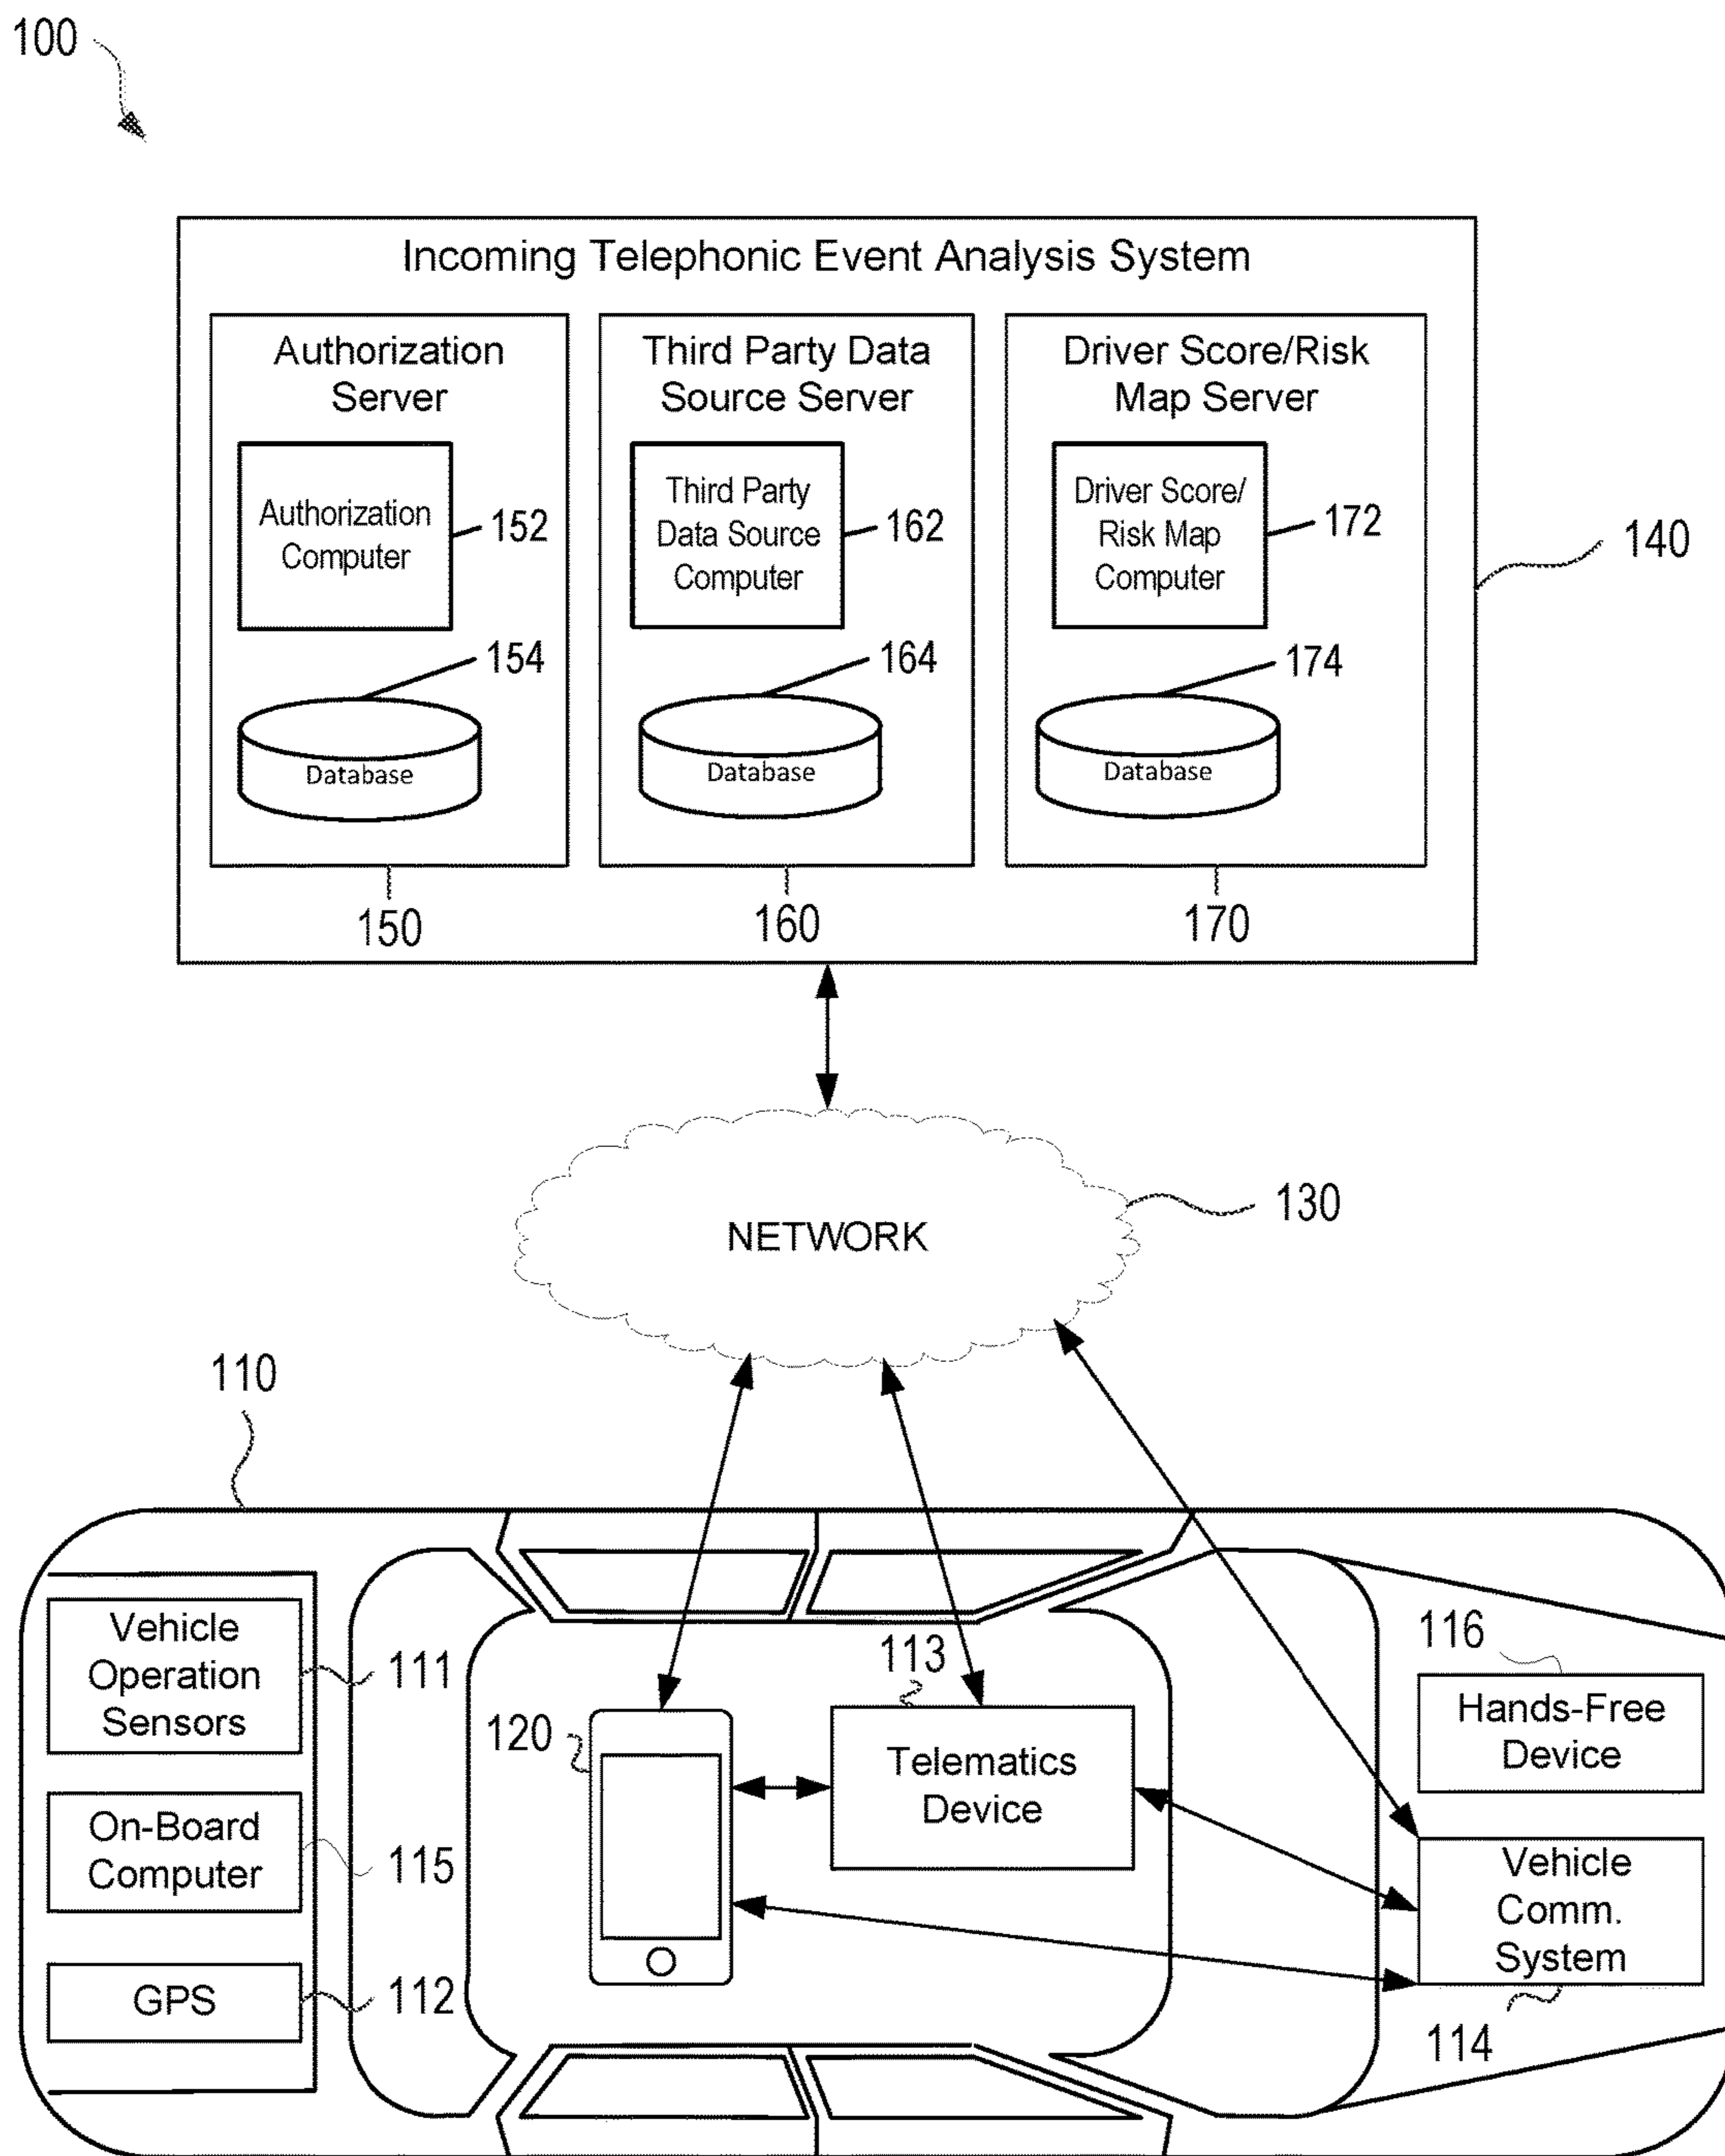 100
Incoming Telephonic Event Analysis System
Authorization
Server
Authorization
Computer
152
154
Database
150
Third Party Data
Source Server
Third Party
Data Source
Computer
162
164
Database
160
Driver Score/Risk
Map Server
Driver Score/
Risk Map
Computer
172
174
Database
170
140
NETWORK
130
110
Vehicle
Operation
Sensors
111
On-Board
Computer
115
GPS
112
120
113
Telematics
Device
116
Hands-Free
Device
Vehicle
Comm.
System
114